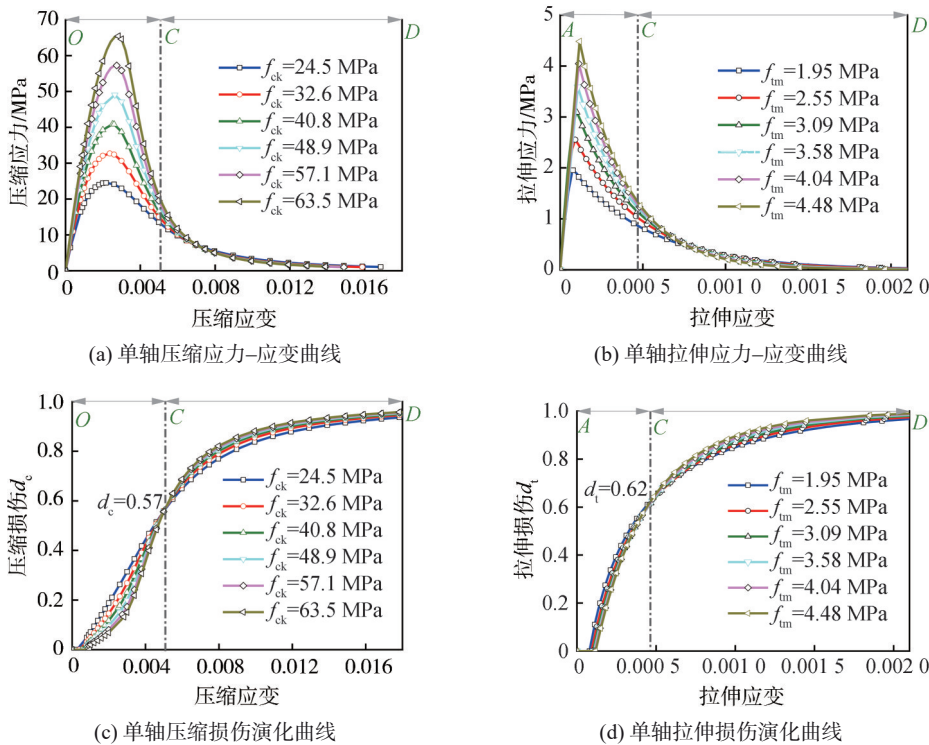 O C D
70
60
50
40
30
20
10
0
压缩应力/MPa
f_ck=24.5 MPa
f_ck=32.6 MPa
f_ck=40.8 MPa
f_ck=48.9 MPa
f_ck=57.1 MPa
f_ck=63.5 MPa
0 0.004 0.008 0.012 0.016
压缩应变
(a) 单轴压缩应力–应变曲线
A C D
5
4
3
2
1
0
拉伸应力/MPa
f_tm=1.95 MPa
f_tm=2.55 MPa
f_tm=3.09 MPa
f_tm=3.58 MPa
f_tm=4.04 MPa
f_tm=4.48 MPa
0 0.000 5 0.001 0 0.001 5 0.002 0
拉伸应变
(b) 单轴拉伸应力–应变曲线
O C D
1.0
0.8
0.6
0.4
0.2
0
压缩损伤d_c
d_c=0.57
f_ck=24.5 MPa
f_ck=32.6 MPa
f_ck=40.8 MPa
f_ck=48.9 MPa
f_ck=57.1 MPa
f_ck=63.5 MPa
0 0.004 0.008 0.012 0.016
压缩应变
(c) 单轴压缩损伤演化曲线
A C D
1.0
0.8
0.6
0.4
0.2
0
拉伸损伤d_t
d_t=0.62
f_tm=1.95 MPa
f_tm=2.55 MPa
f_tm=3.09 MPa
f_tm=3.58 MPa
f_tm=4.04 MPa
f_tm=4.48 MPa
0 0.000 5 0.001 0 0.001 5 0.002 0
拉伸应变
(d) 单轴拉伸损伤演化曲线